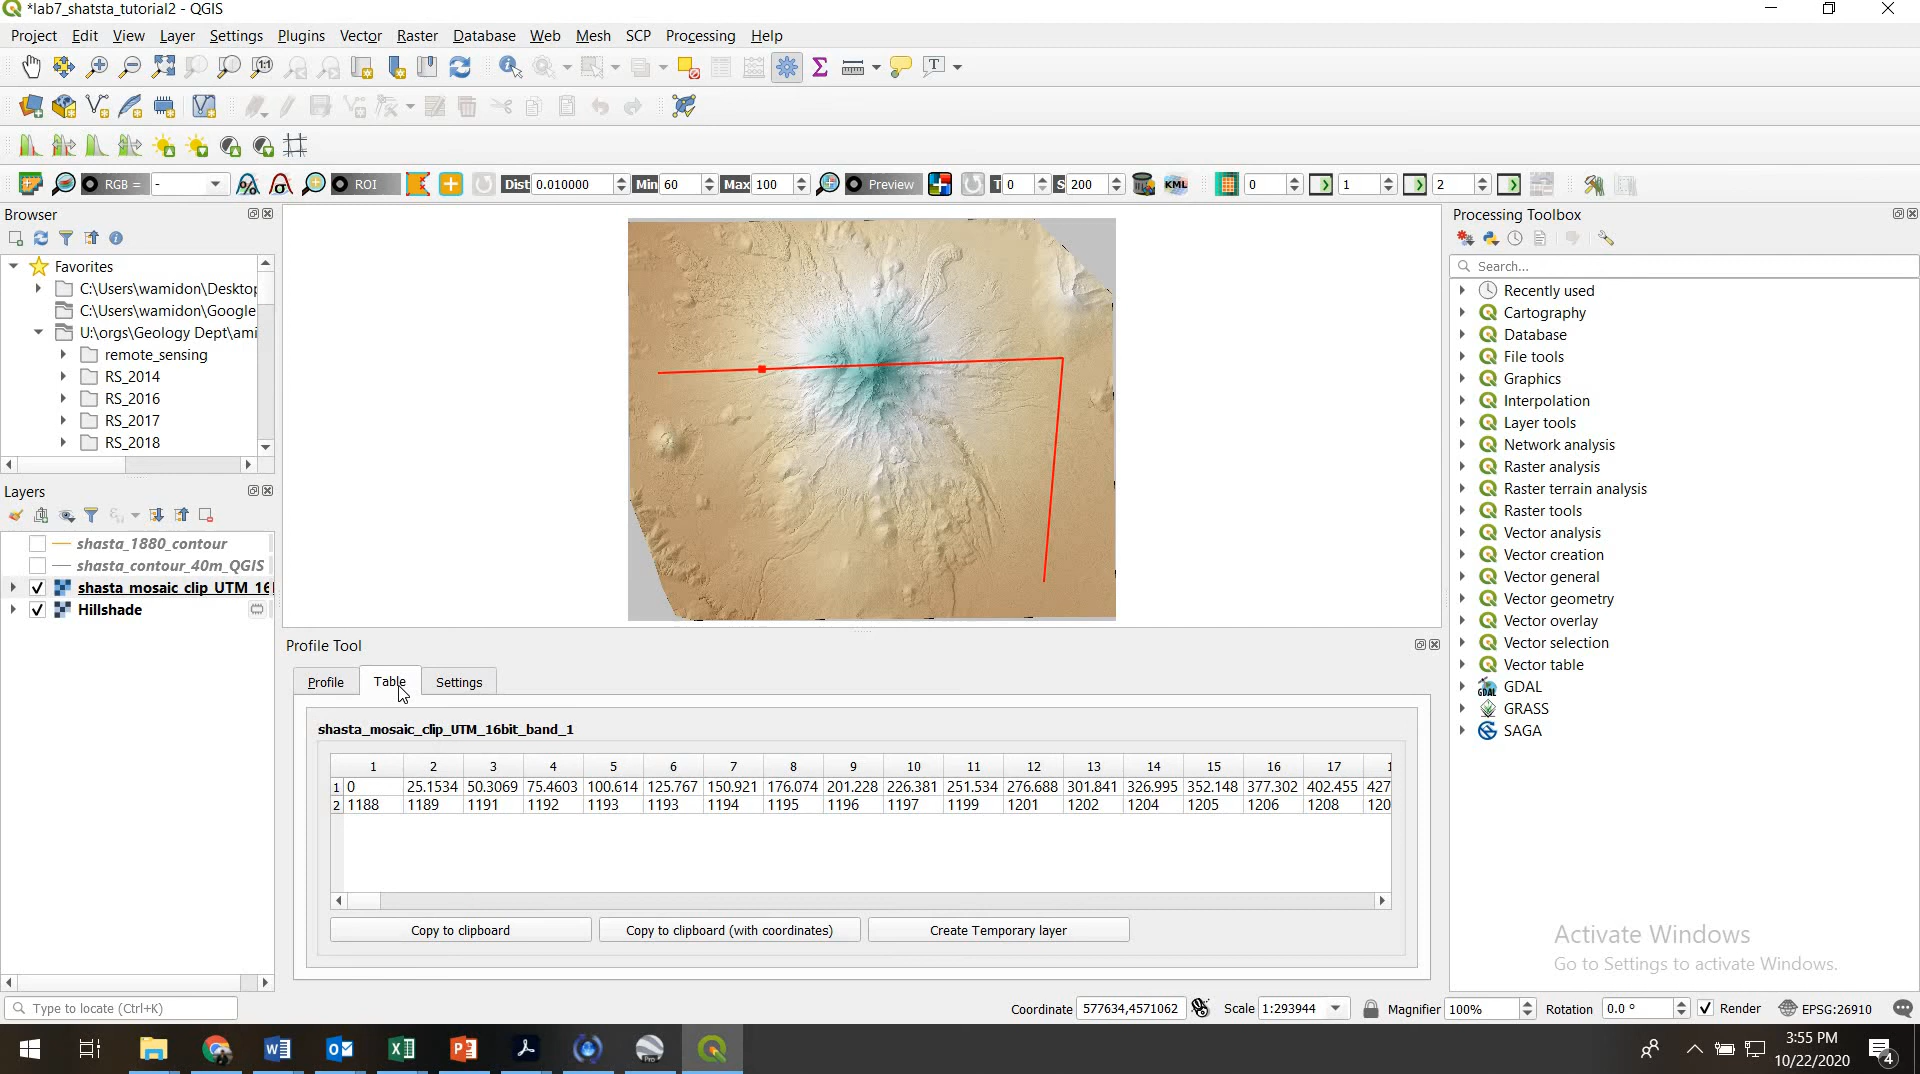 *lab7_shatsta_tutorial2 - QGIS
Project Edit View Layer Settings Plugins Vector Raster Database Web Mesh SCP Processing Help
RGB = - ROI Dist 0.010000 Min 60 Max 100 Preview T 0 S 200 KML 0 1 2
Browser
Favorites
C:\Users\wamidon\Desktop
C:\Users\wamidon\Google
U:\orgs\Geology Dept\ami
remote_sensing
RS_2014
RS_2016
RS_2017
RS_2018
Layers
shasta_1880_contour
shasta_contour_40m_QGIS
shasta_mosaic_clip_UTM_16
Hillshade
Type to locate (Ctrl+K)
Profile Tool
Profile Table Settings
shasta_mosaic_clip_UTM_16bit_band_1
1 2 3 4 5 6 7 8 9 10 11 12 13 14 15 16 17 1
1 0 25.1534 50.3069 75.4603 100.614 125.767 150.921 176.074 201.228 226.381 251.534 276.688 301.841 326.995 352.148 377.302 402.455 427
2 1188 1189 1191 1192 1193 1193 1194 1195 1196 1197 1199 1201 1202 1204 1205 1206 1208 120
Copy to clipboard Copy to clipboard (with coordinates) Create Temporary layer
Processing Toolbox
Search...
Recently used
Cartography
Database
File tools
Graphics
Interpolation
Layer tools
Network analysis
Raster analysis
Raster terrain analysis
Raster tools
Vector analysis
Vector creation
Vector general
Vector geometry
Vector overlay
Vector selection
Vector table
GDAL
GRASS
SAGA
Activate Windows
Go to Settings to activate Windows.
Coordinate 577634,4571062 Scale 1:293944 Magnifier 100% Rotation 0.0 ° Render EPSG:26910
3:55 PM
10/22/2020
4